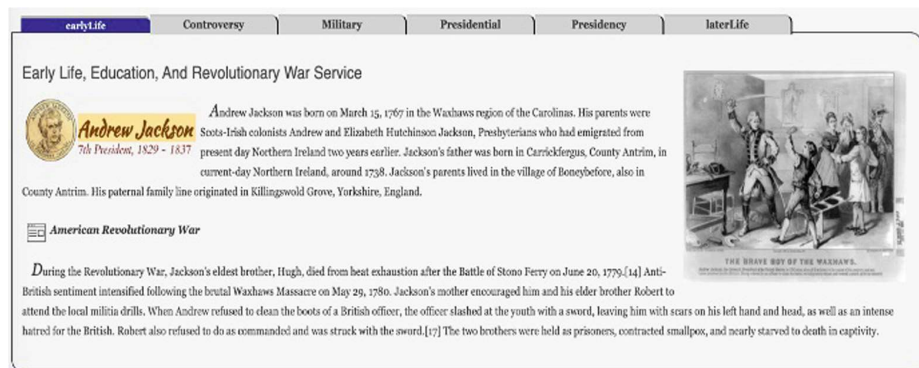 earlyLife Controversy Military Presidential Presidency laterLife
Early Life, Education, And Revolutionary War Service
Andrew Jackson
7th President, 1829 - 1837
Andrew Jackson was born on March 15, 1767 in the Waxhaws region of the Carolinas. His parents were
Scots-Irish colonists Andrew and Elizabeth Hutchinson Jackson, Presbyterians who had emigrated from
present day Northern Ireland two years earlier. Jackson's father was born in Carrickfergus, County Antrim, in
current-day Northern Ireland, around 1738. Jackson's parents lived in the village of Boneybefore, also in
County Antrim. His paternal family line originated in Killingswold Grove, Yorkshire, England.
THE BRAVE BOY OF THE WAXHAWS.
American Revolutionary War
During the Revolutionary War, Jackson's eldest brother, Hugh, died from heat exhaustion after the Battle of Stono Ferry on June 20, 1779.[14] Anti-
British sentiment intensified following the brutal Waxhaws Massacre on May 29, 1780. Jackson's mother encouraged him and his elder brother Robert to
attend the local militia drills. When Andrew refused to clean the boots of a British officer, the officer slashed at the youth with a sword, leaving him with scars on his left hand and head, as well as an intense
hatred for the British. Robert also refused to do as commanded and was struck with the sword.[17] The two brothers were held as prisoners, contracted smallpox, and nearly starved to death in captivity.